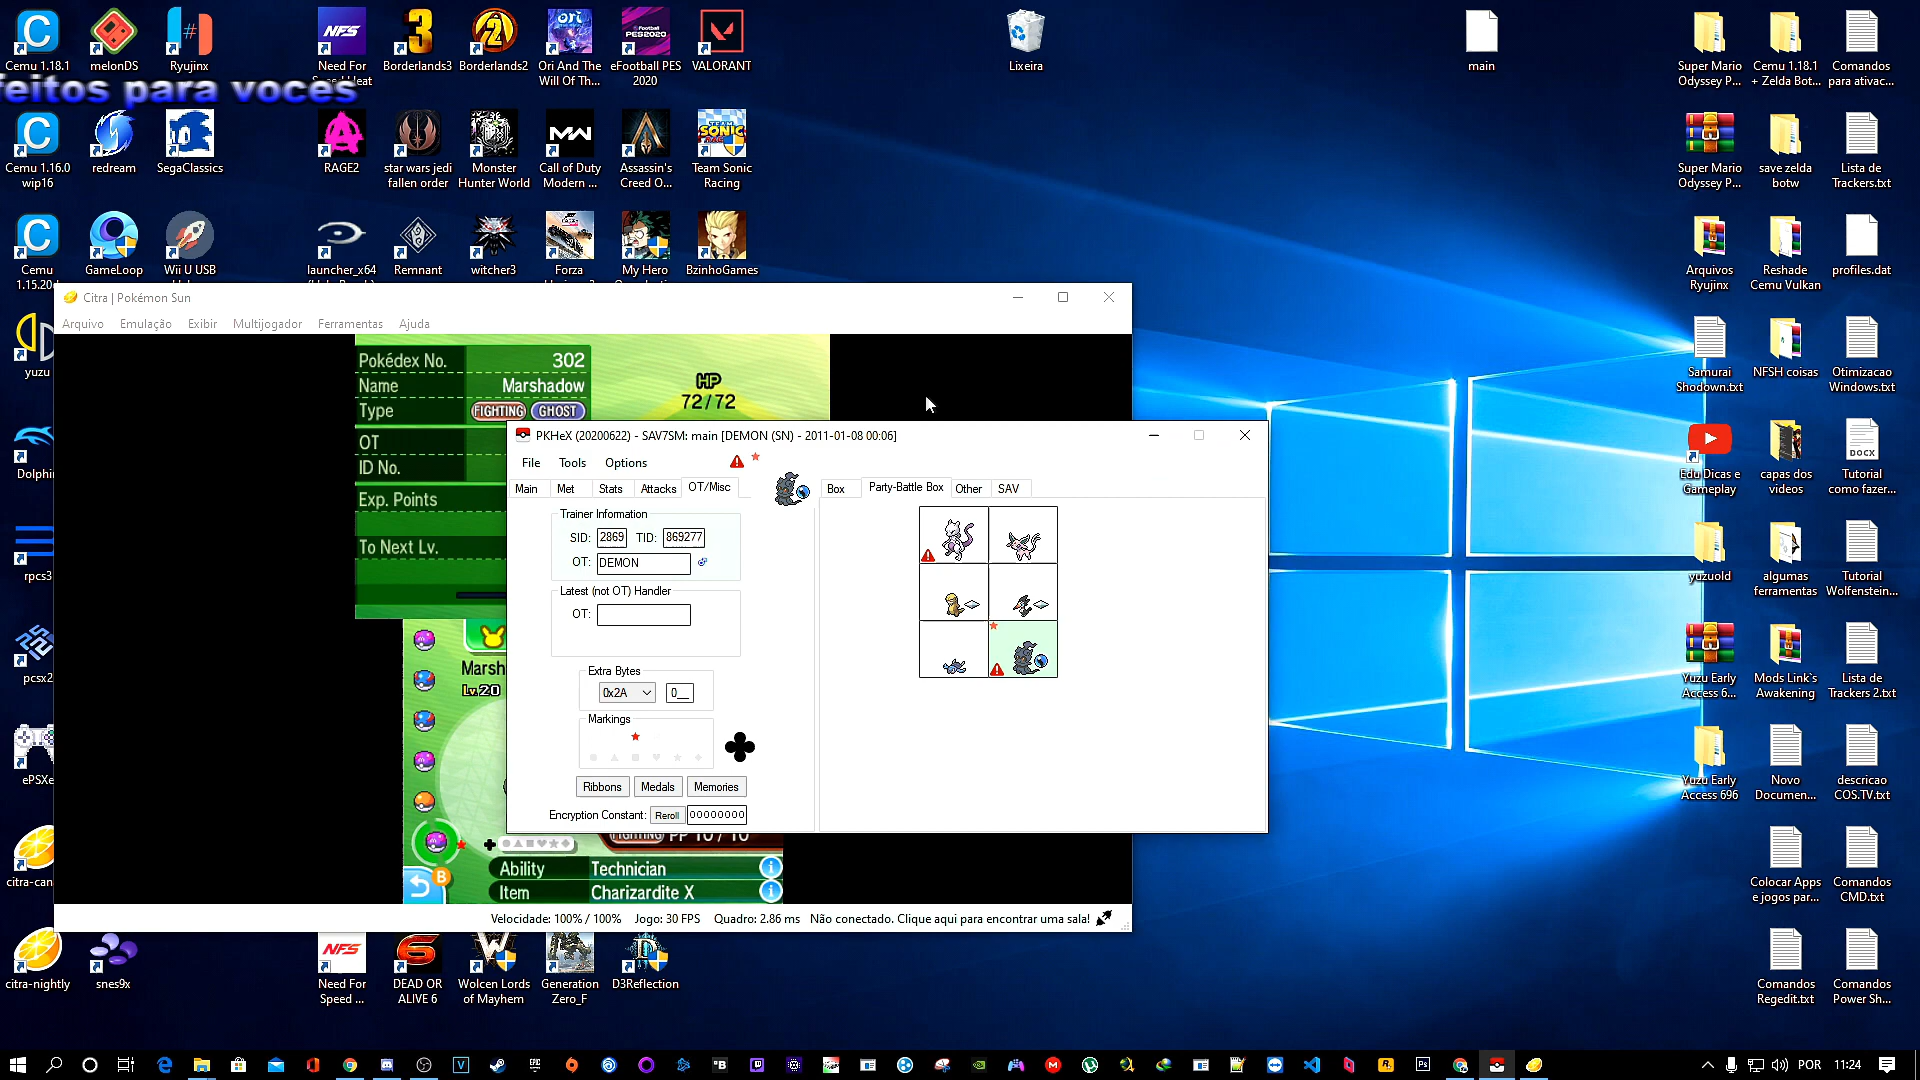 Cemu 1.18.1
melonDS
Ryujinx
Need For
Borderlands3
Borderlands2
Ori And The
Will Of Th...
eFootball PES
2020
VALORANT
Lixeira
main
Super Mario
Odyssey P...
Cemu 1.18.1
+ Zelda Bot...
Comandos
para ativac...
feitos para voces
Cemu 1.16.0
wip16
redream
SegaClassics
RAGE2
star wars jedi
fallen order
Monster
Hunter World
Call of Duty
Modern ...
Assassin's
Creed O...
Team Sonic
Racing
Super Mario
Odyssey P...
save zelda
botw
Lista de
Trackers.txt
Cemu
1.15.20
GameLoop
Wii U USB
launcher_x64
Remnant
witcher3
Forza
My Hero
BzinhoGames
Arquivos
Ryujinx
Reshade
Cemu Vulkan
profiles.dat
Citra | Pokémon Sun
Arquivo Emulação Exibir Multijogador Ferramentas Ajuda
Pokédex No. 302
Name Marshadow
Type FIGHTING GHOST
HP
72/72
OT
ID No.
Exp. Points
To Next Lv.
Marsh
Lv.20
PKHeX (20200622) - SAV7SM: main [DEMON (SN) - 2011-01-08 00:06]
File Tools Options
Main Met Stats Attacks OT/Misc
Box Party-Battle Box Other SAV
Trainer Information
SID: 2869 TID: 869277
OT: DEMON
Latest (not OT) Handler
OT:
Extra Bytes
0x2A 0__
Markings
Ribbons Medals Memories
Encryption Constant: Reroll 00000000
FIGHTING PP 10/10
B
Ability Technician
Item Charizardite X
Velocidade: 100% / 100% Jogo: 30 FPS Quadro: 2.86 ms Não conectado. Clique aqui para encontrar uma sala!
yuzu
Dolphin
rpcs3
pcsx2
ePSXe
citra-can
citra-nightly
snes9x
Need For
Speed ...
DEAD OR
ALIVE 6
Wolcen Lords
of Mayhem
Generation
Zero_F
D3Reflection
Samurai
Shodown.txt
NFSH coisas
Otimizacao
Windows.txt
Edu Dicas e
Gameplay
capas dos
videos
Tutorial
como fazer...
yuzuold
algumas
ferramentas
Tutorial
Wolfenstein...
Yuzu Early
Access 6...
Mods Link`s
Awakening
Lista de
Trackers 2.txt
Yuzu Early
Access 696
Novo
Documen...
descricao
COS.TV.txt
Colocar Apps
e jogos par...
Comandos
CMD.txt
Comandos
Regedit.txt
Comandos
Power Sh...
POR 11:24